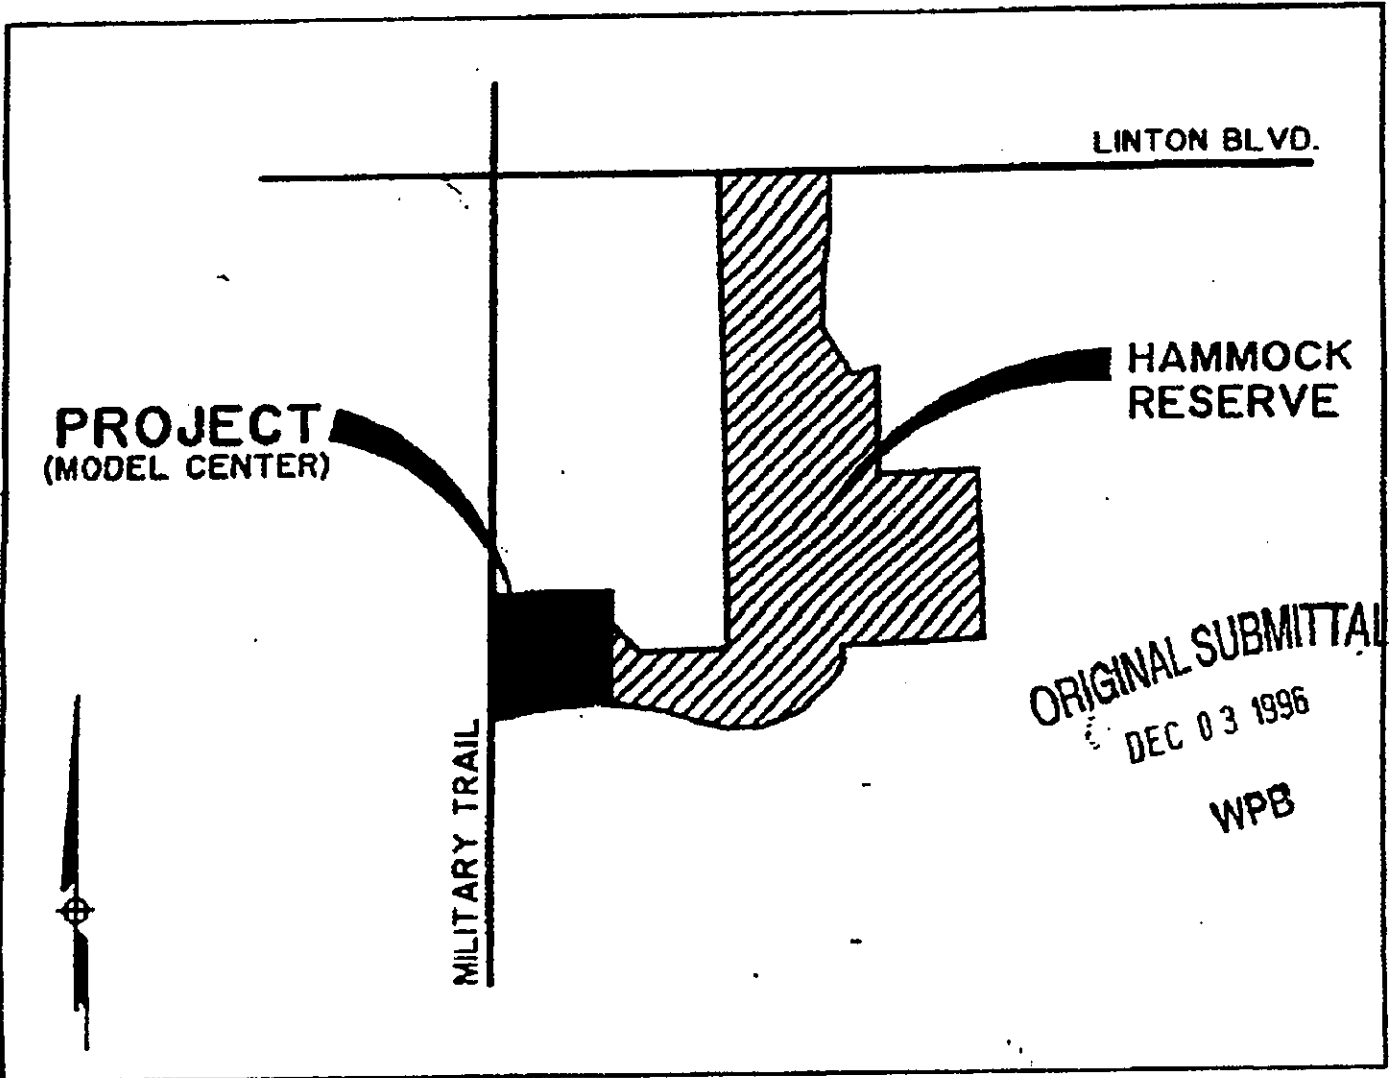 LINTON BLVD.
HAMMOCK
RESERVE
PROJECT
(MODEL CENTER)
MILITARY TRAIL
ORIGINAL SUBMITTAL
DEC 03 1996
WPB